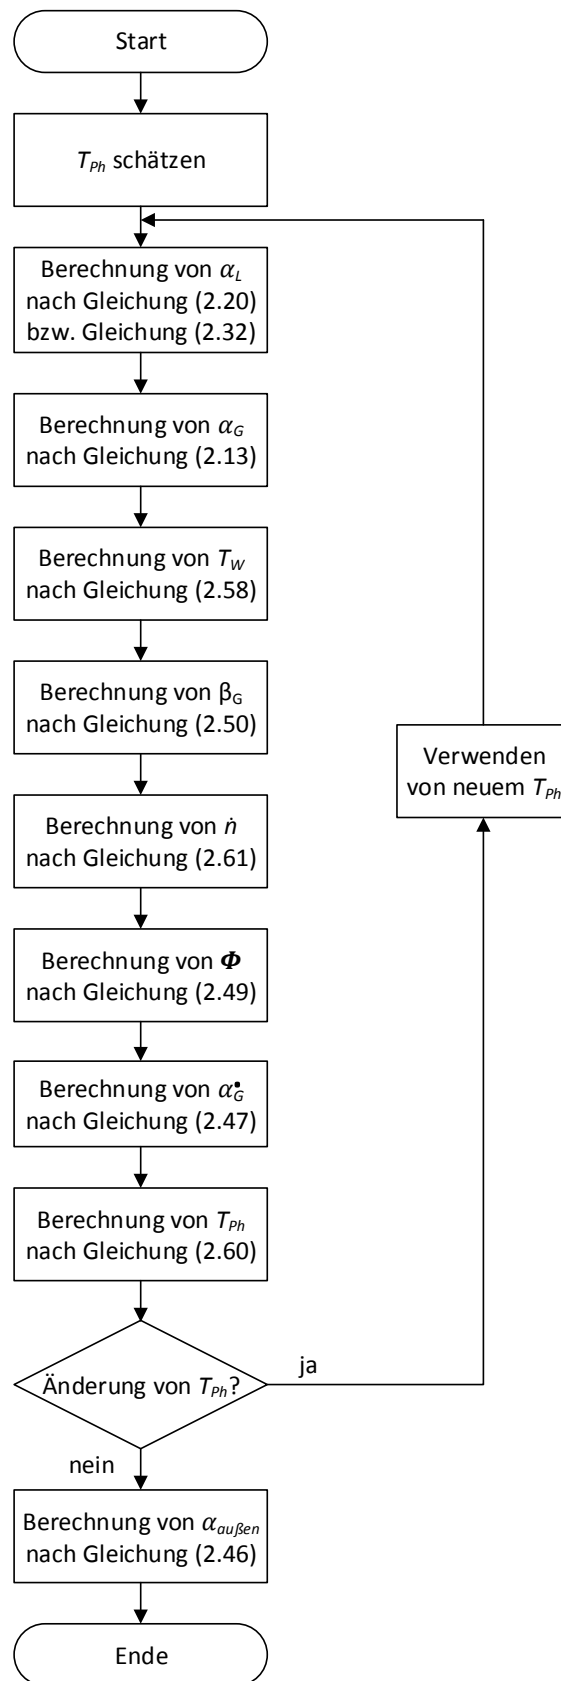 Start
T_Ph schätzen
Berechnung von α_L
nach Gleichung (2.20)
bzw. Gleichung (2.32)
Berechnung von α_G
nach Gleichung (2.13)
Berechnung von T_W
nach Gleichung (2.58)
Berechnung von β_G
nach Gleichung (2.50)
Verwenden
von neuem T_Ph
Berechnung von ṅ
nach Gleichung (2.61)
Berechnung von Φ
nach Gleichung (2.49)
Berechnung von α_G^•
nach Gleichung (2.47)
Berechnung von T_Ph
nach Gleichung (2.60)
Änderung von T_Ph?
ja
nein
Berechnung von α_außen
nach Gleichung (2.46)
Ende